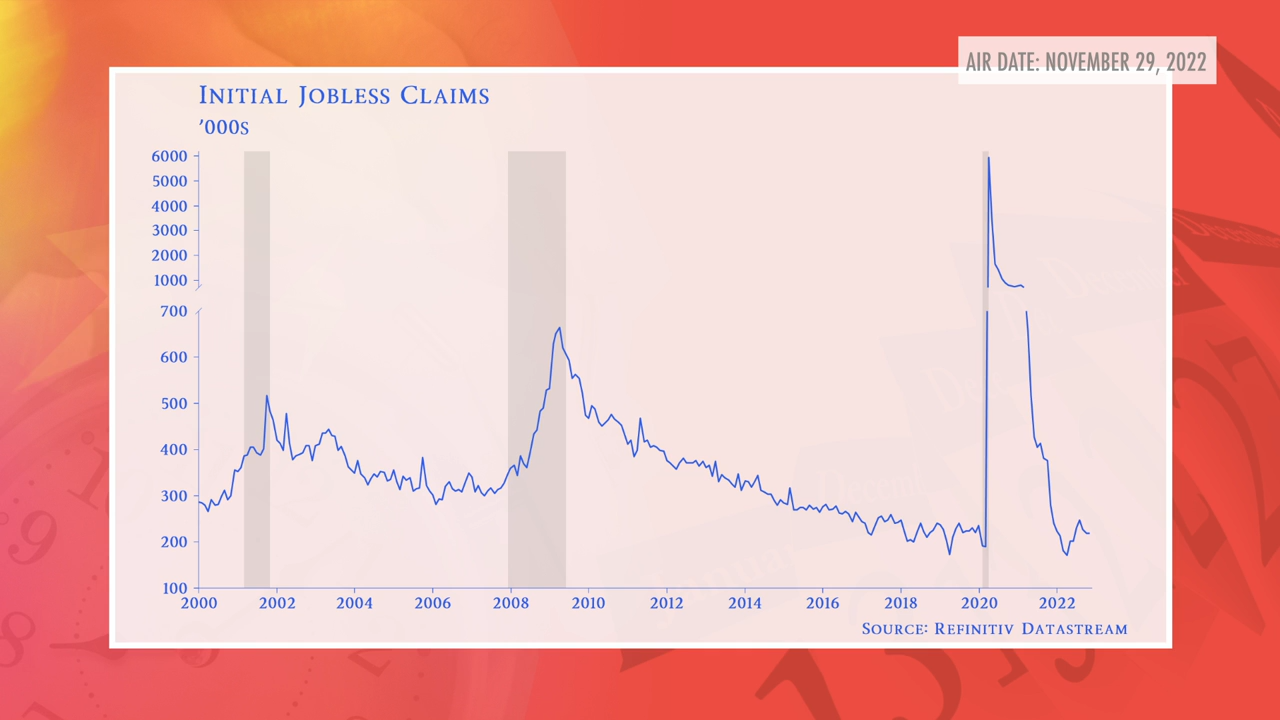 AIR DATE: NOVEMBER 29, 2022
INITIAL JOBLESS CLAIMS
’000S
6000
5000
4000
3000
2000
1000
700
600
500
400
300
200
100
2000 2002 2004 2006 2008 2010 2012 2014 2016 2018 2020 2022
SOURCE: REFINITIV DATASTREAM